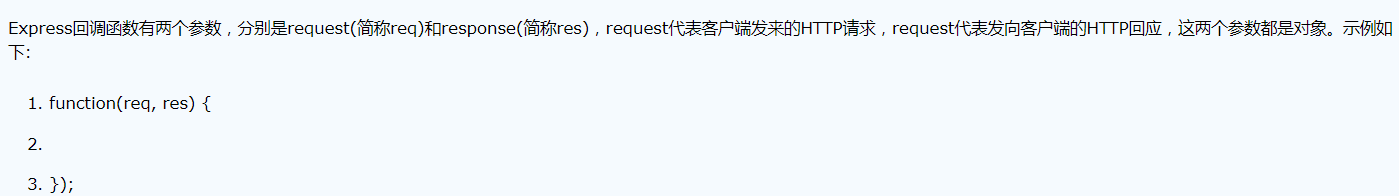 Express回调函数有两个参数，分别是request(简称req)和response(简称res)，request代表客户端发来的HTTP请求，request代表发向客户端的HTTP回应，这两个参数都是对象。示例如
下:
1. function(req, res) {
2.
3. });